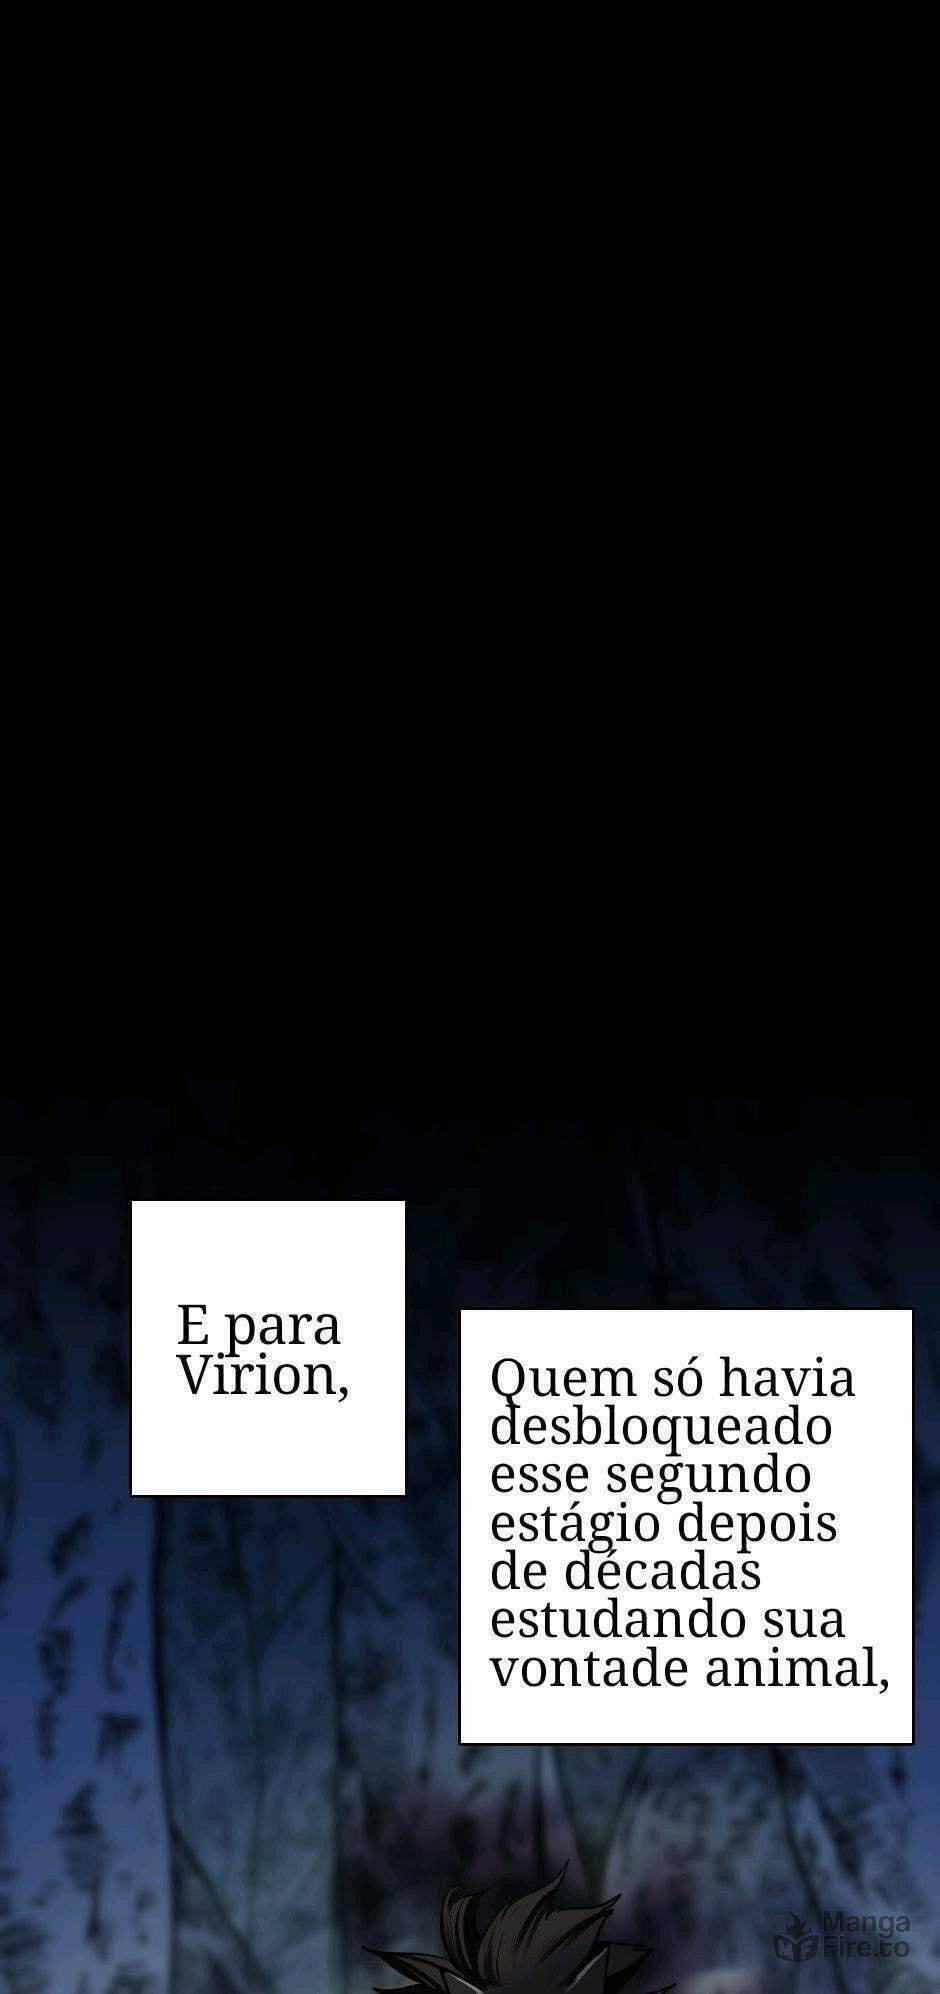 E para
Virion,
Quem só havia
desbloqueado
esse segundo
estágio depois
de décadas
estudando sua
vontade animal,
Manga
Fire.to